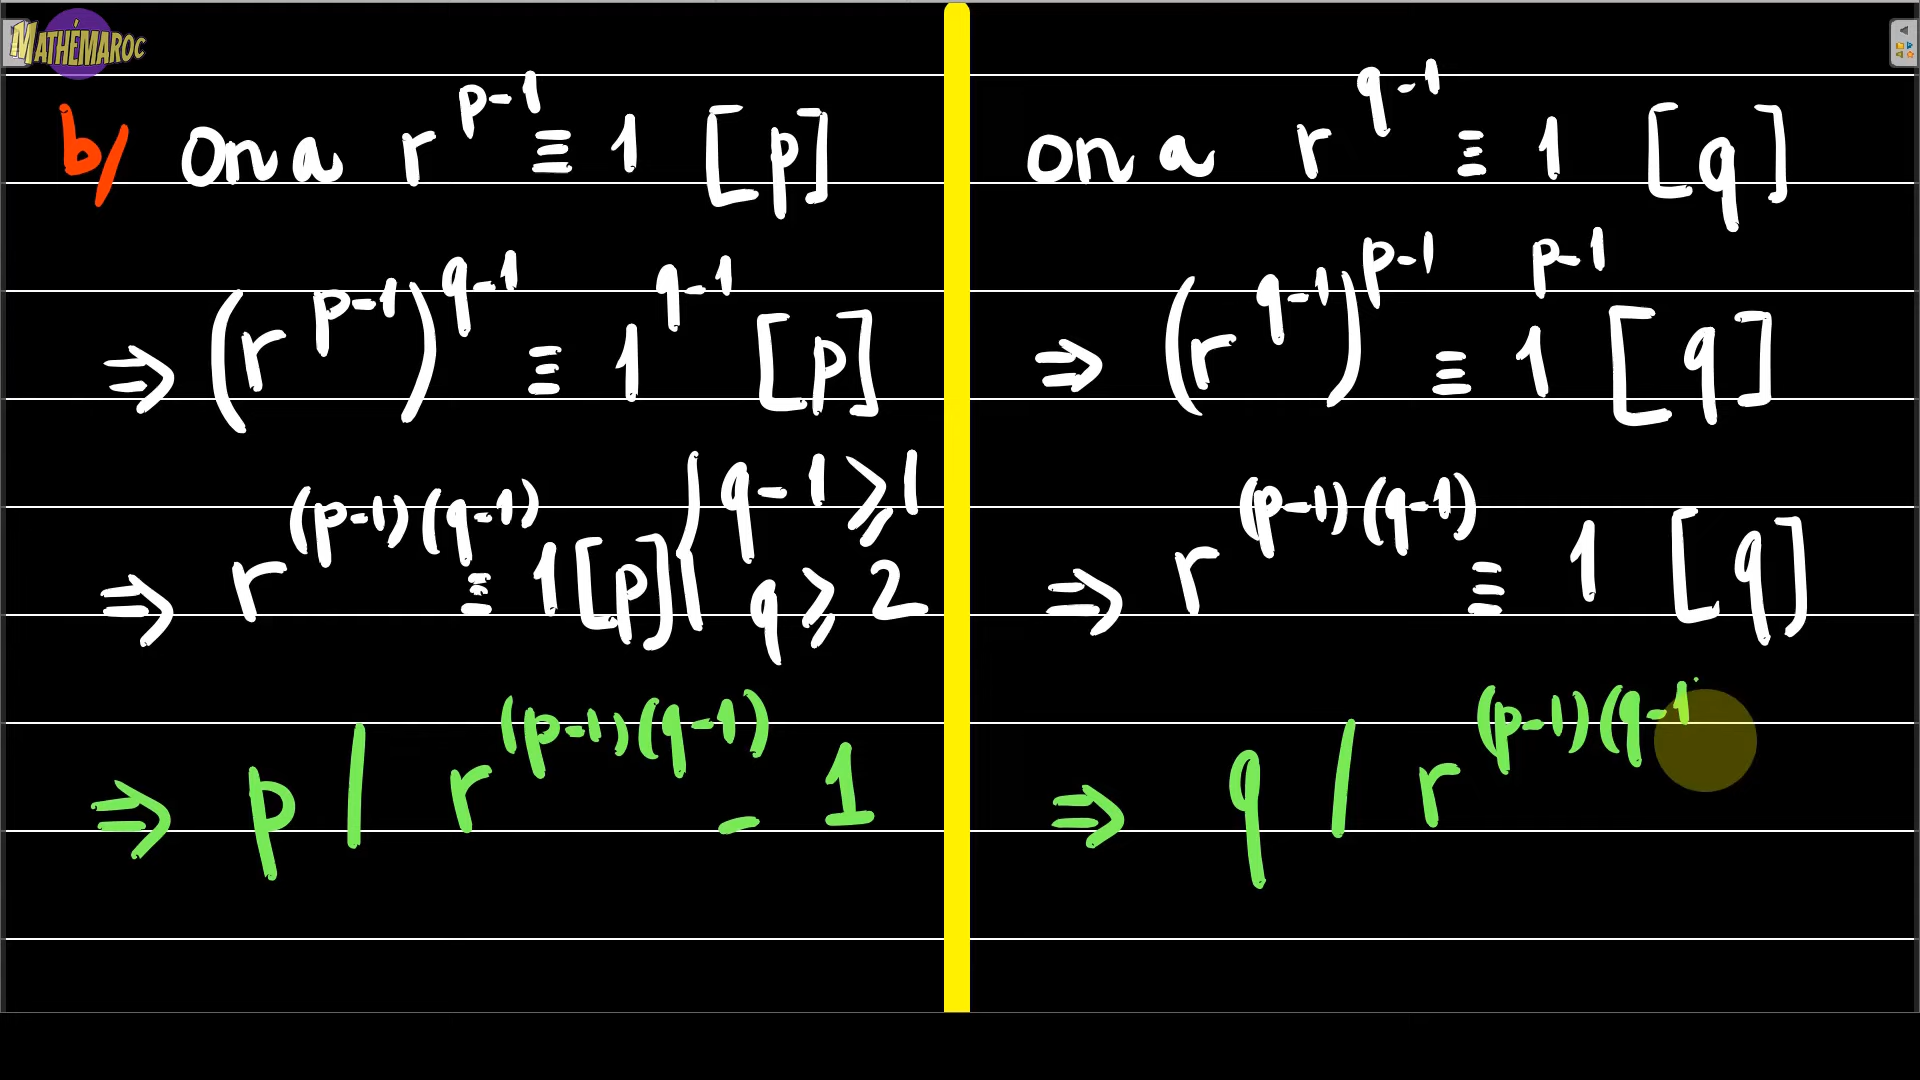 MATHÉMAROC
b/ on a r^{p-1} ≡ 1 [p]
⇒ (r^{p-1})^{q-1} ≡ 1^{q-1} [p]
⇒ r^{(p-1)(q-1)} ≡ 1 [p] | q-1 ⩾ 1
q ⩾ 2
⇒ p | r^{(p-1)(q-1)} - 1
on a r^{q-1} ≡ 1 [q]
⇒ (r^{q-1})^{p-1} ≡ 1^{p-1} [q]
⇒ r^{(p-1)(q-1)} ≡ 1 [q]
⇒ q | r^{(p-1)(q-1}